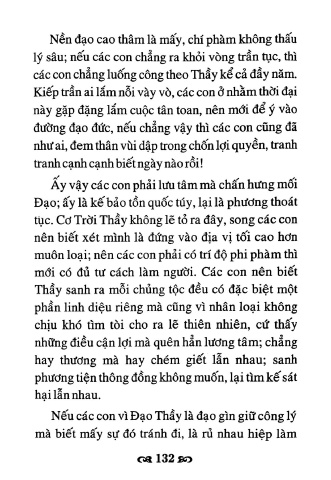 Nền đạo cao thâm là mấy, chí phàm không thấu
lý sâu; nếu các con chẳng ra khỏi vòng trần tục, thì
các con chẳng luống công theo Thầy kể cả đầy năm.
Kiếp trần ai lắm nỗi vày vò, các con ở nhằm thời đại
này gặp đặng lắm cuộc tân toan, nên mới để ý vào
đường đạo đức, nếu chẳng vậy thì các con cũng đã
như ai, đem thân vùi dập trong chốn lợi quyền, tranh
tranh cạnh cạnh biết ngày nào rồi!
Ấy vậy các con phải lưu tâm mà chấn hưng mối
Đạo; ấy là kế bảo tồn quốc túy, lại là phương thoát
tục. Cơ Trời Thầy không lẽ tỏ ra đây, song các con
nên biết xét mình là đứng vào địa vị tối cao hơn
muôn loại; nên các con phải có trí độ phi phàm thì
mới có đủ tư cách làm người. Các con nên biết
Thầy sanh ra mỗi chủng tộc đều có đặc biệt một
phần linh diệu riêng mà cũng vì nhân loại không
chịu khó tìm tòi cho ra lẽ thiên nhiên, cứ thấy
những điều cận lợi mà quên hẳn lương tâm; chẳng
hay thương mà hay chém giết lẫn nhau; sanh
phương tiện thông đồng không muốn, lại tìm kế sát
hại lẫn nhau.
Nếu các con vì Đạo Thầy là đạo gìn giữ công lý
mà biết mấy sự đó tránh đi, là rủ nhau hiệp làm
132